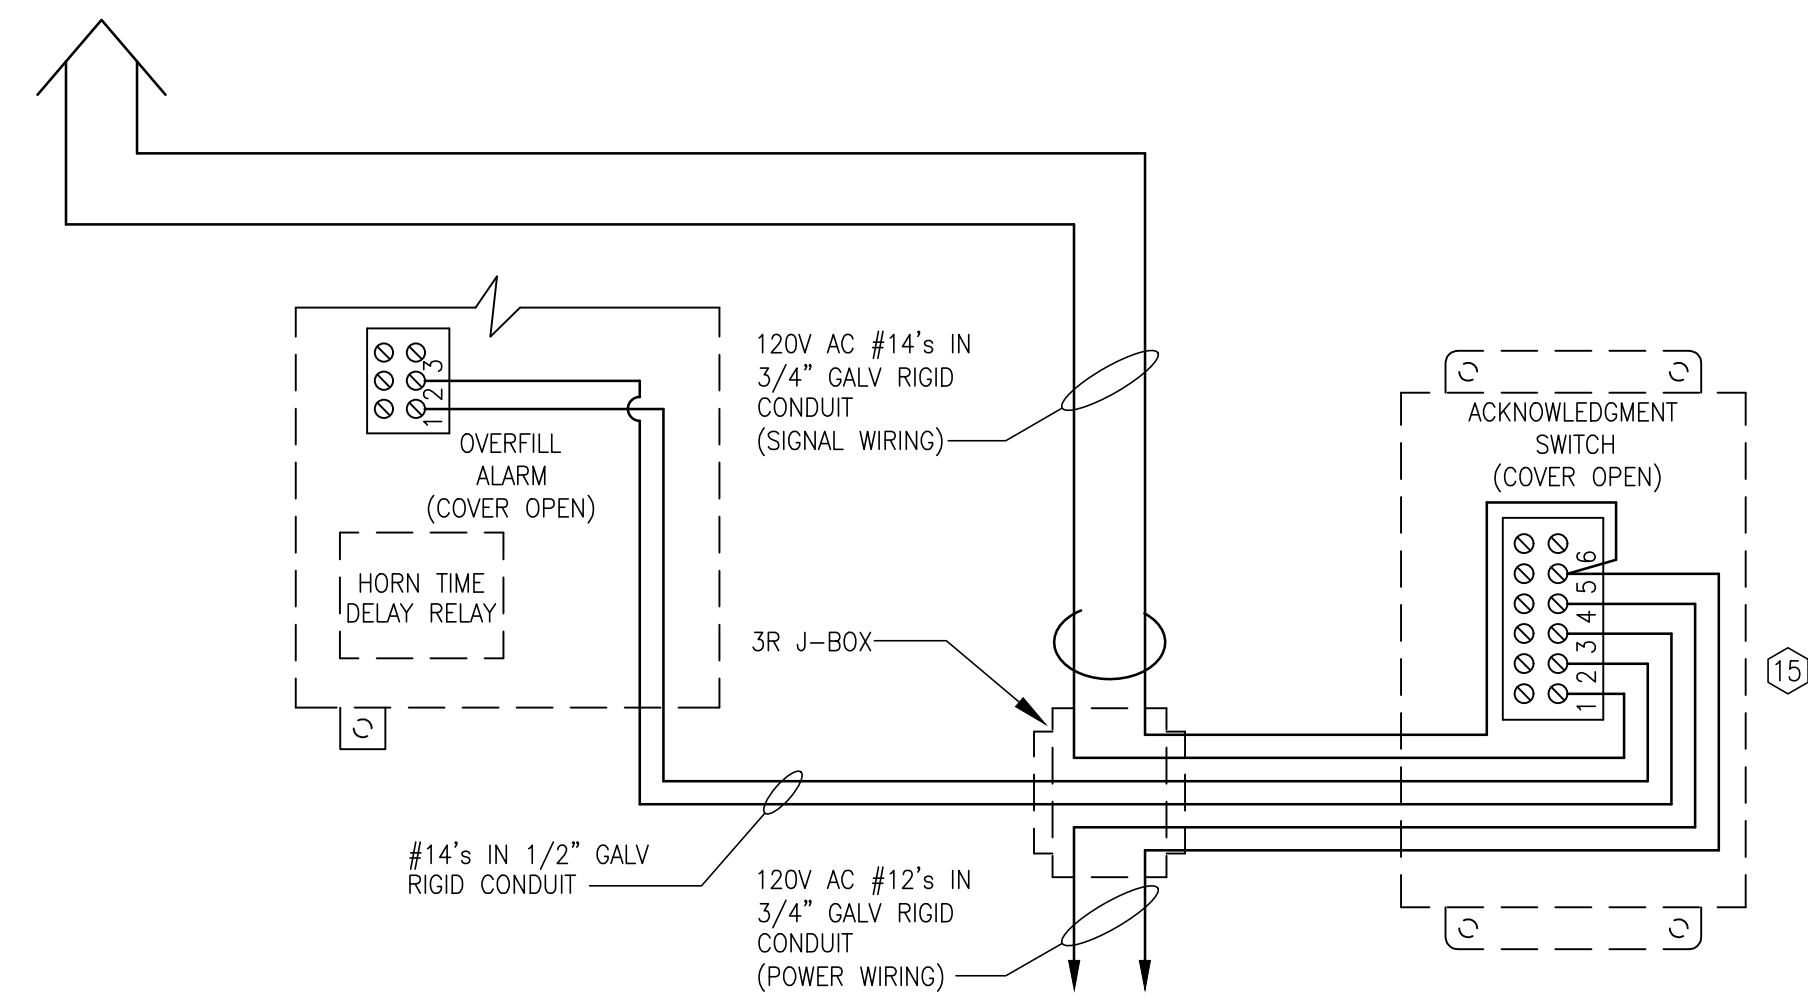 120V AC #14's IN
3/4" GALV RIGID
CONDUIT
(SIGNAL WIRING)
3
2
1
OVERFILL
ALARM
(COVER OPEN)
HORN TIME
DELAY RELAY
ACKNOWLEDGMENT
SWITCH
(COVER OPEN)
6
5
4
3
2
1
15
3R J-BOX
#14's IN 1/2" GALV
RIGID CONDUIT
120V AC #12's IN
3/4" GALV RIGID
CONDUIT
(POWER WIRING)